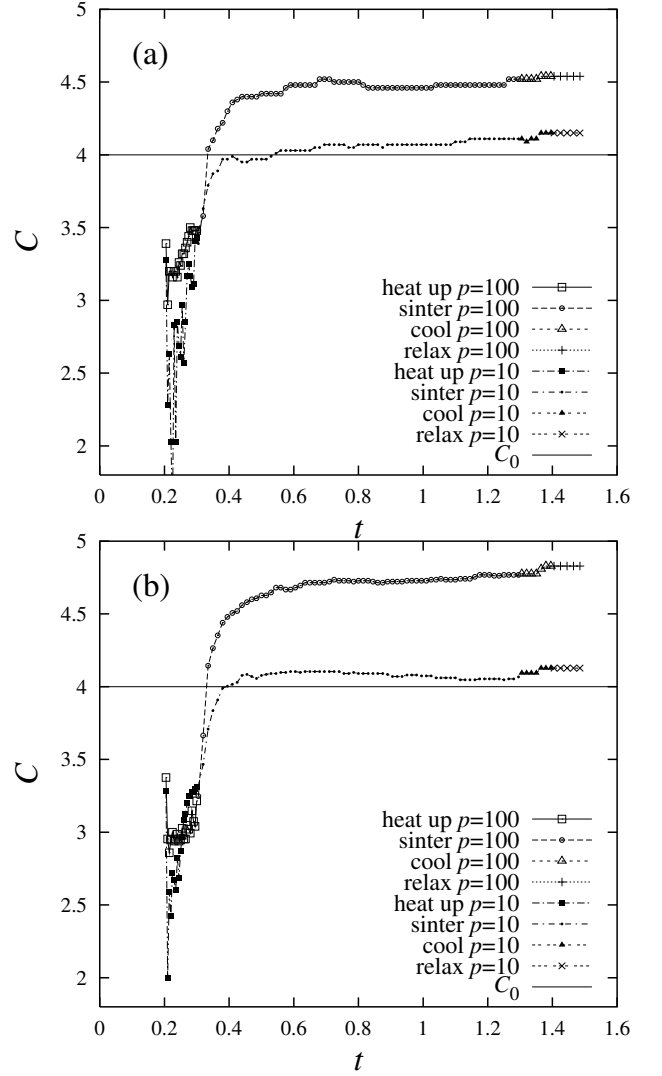 5
(a)
4.5
4
3.5
C
3
2.5
2
heat up p=100
sinter p=100
cool p=100
relax p=100
heat up p=10
sinter p=10
cool p=10
relax p=10
C0
0 0.2 0.4 0.6 0.8 1 1.2 1.4 1.6
t
5
(b)
4.5
4
3.5
C
3
2.5
2
heat up p=100
sinter p=100
cool p=100
relax p=100
heat up p=10
sinter p=10
cool p=10
relax p=10
C0
0 0.2 0.4 0.6 0.8 1 1.2 1.4 1.6
t